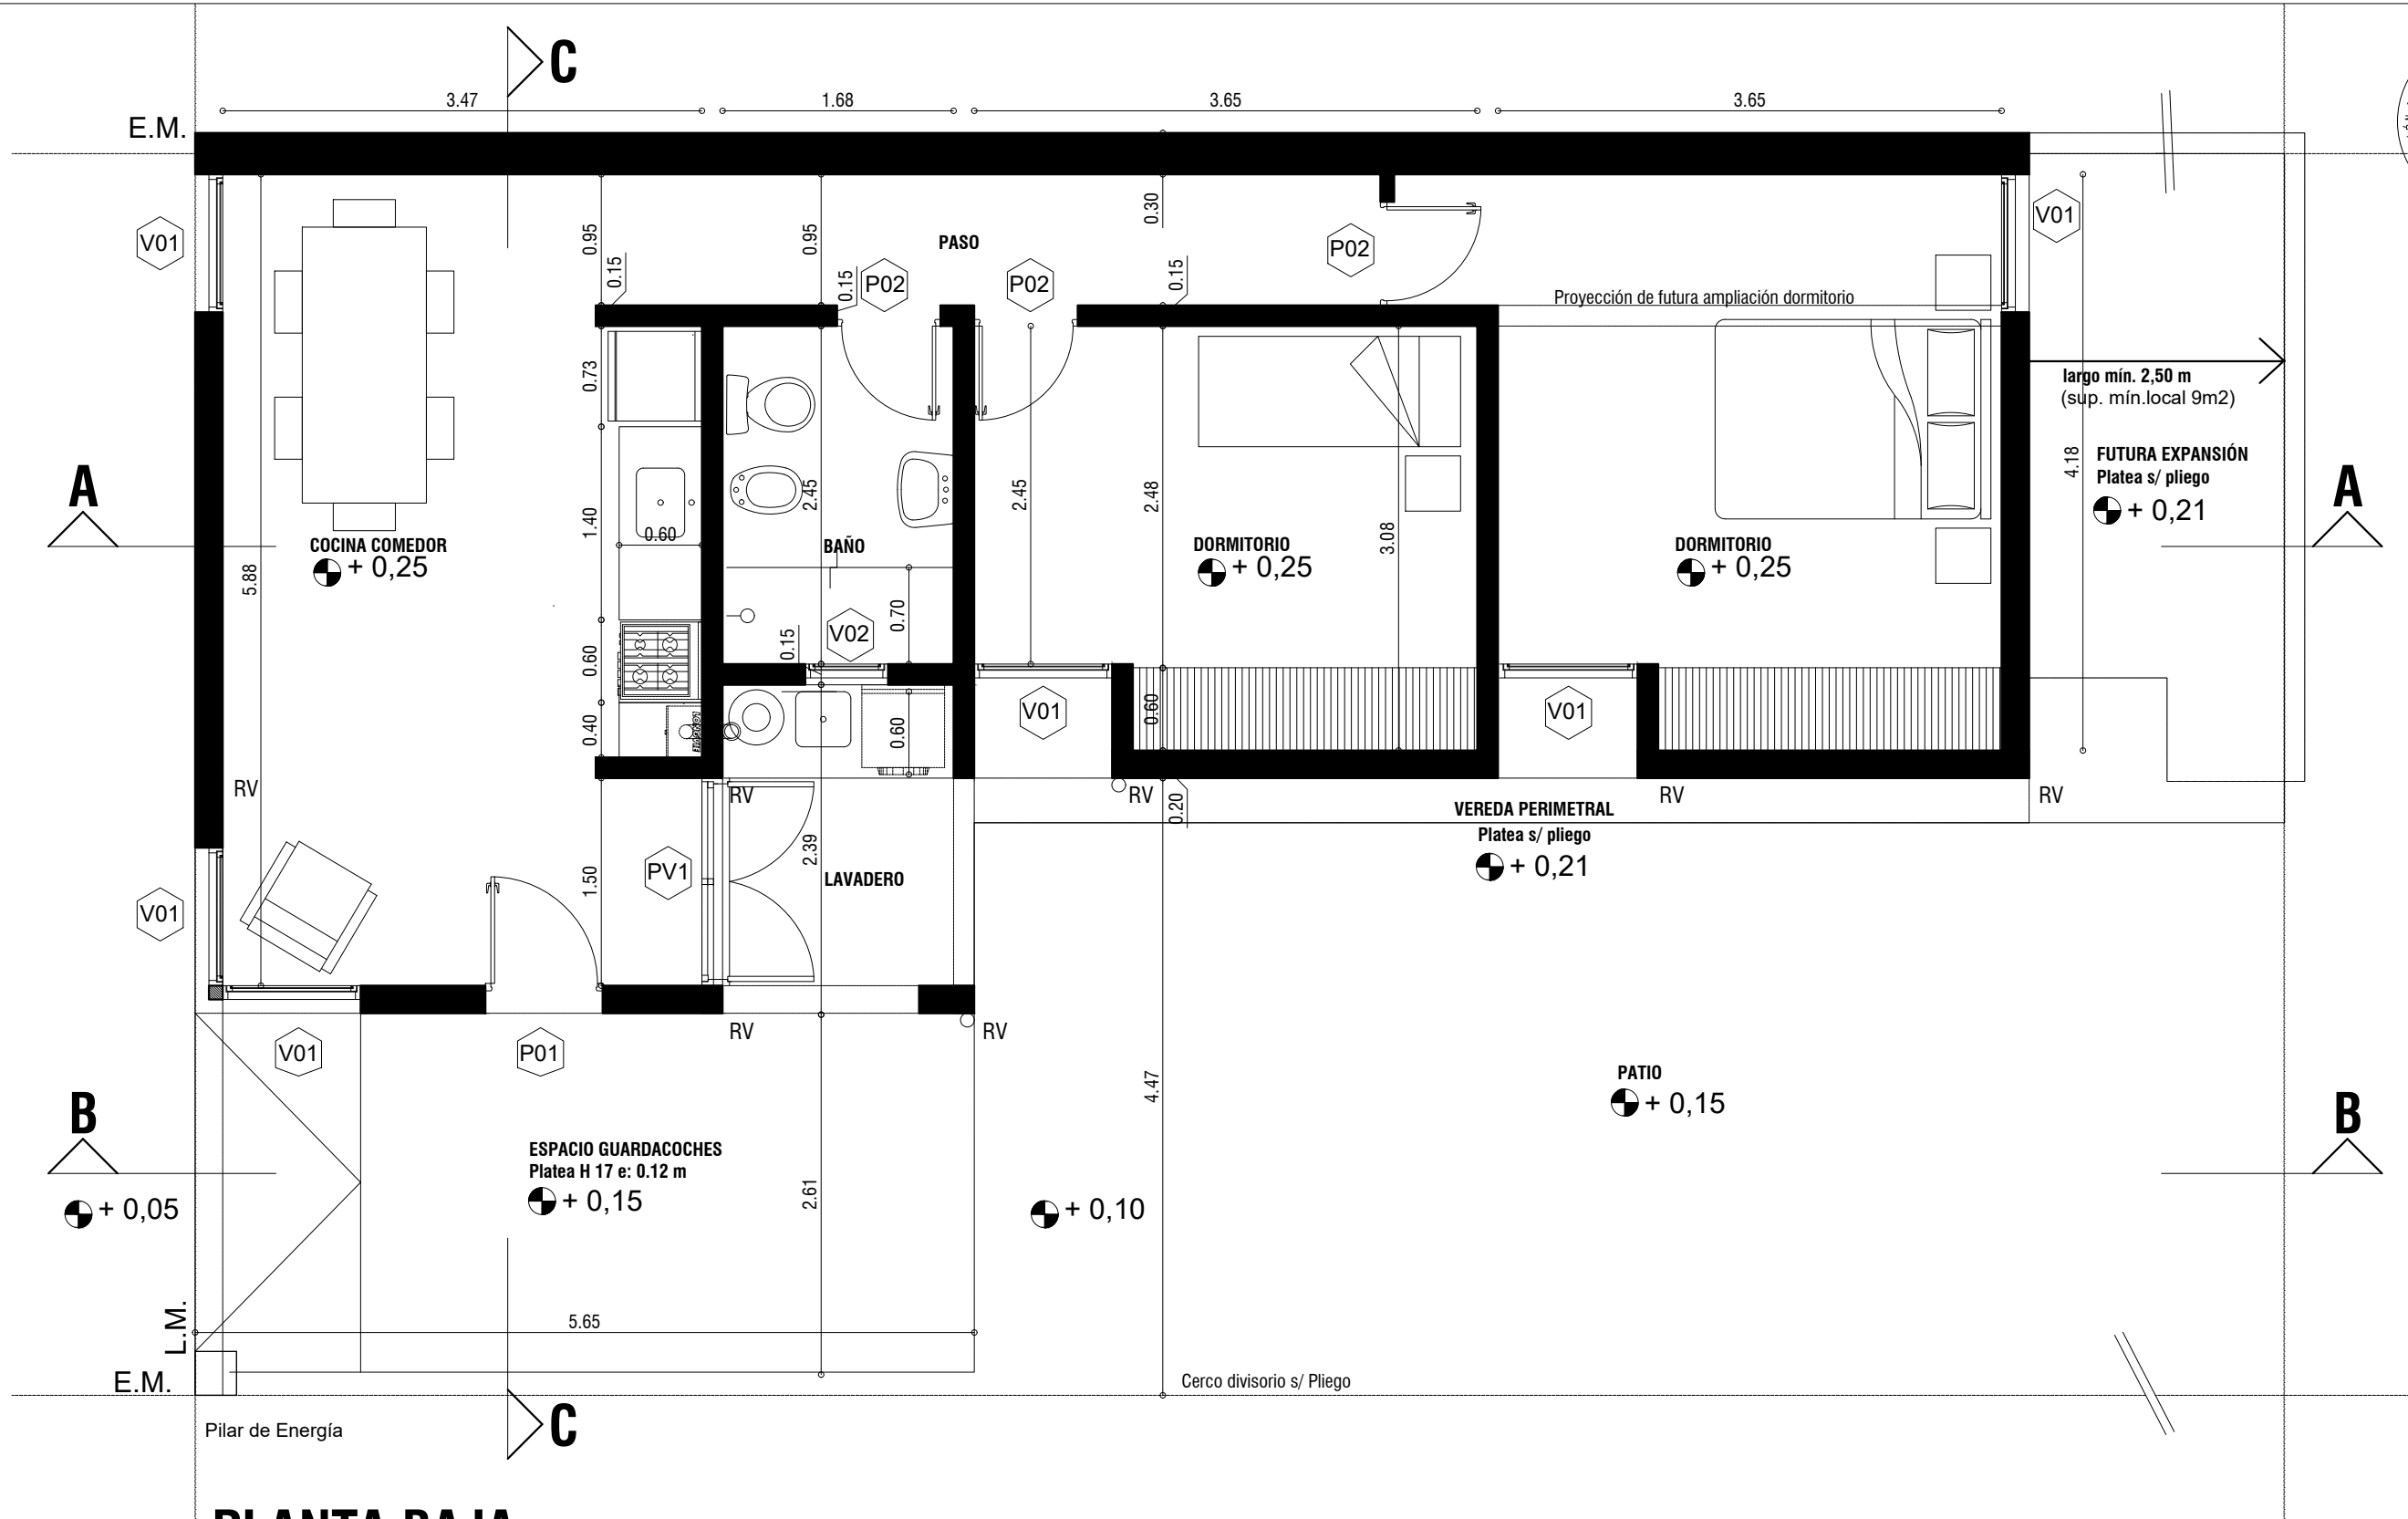 C
3.47
1.68
3.65
3.65
E.M.
V01
0.95
0.15
0.95
0.15
P02
PASO
P02
0.30
0.15
P02
V01
Proyección de futura ampliación dormitorio
largo mín. 2,50 m
(sup. mín.local 9m2)
0.73
1.40
0.60
2.45
2.45
2.48
3.08
4.18
FUTURA EXPANSIÓN
Platea s/ pliego
+ 0,21
A
A
COCINA COMEDOR
+ 0,25
BAÑO
DORMITORIO
+ 0,25
DORMITORIO
+ 0,25
5.88
0.60
0.15
V02
0.70
0.40
0.60
V01
0.60
V01
RV
RV
RV
RV
RV
0.20
VEREDA PERIMETRAL
Platea s/ pliego
+ 0,21
V01
1.50
PV1
2.39
LAVADERO
V01
P01
RV
RV
PATIO
+ 0,15
B
B
4.47
ESPACIO GUARDACOCHES
Platea H 17 e: 0.12 m
+ 0,15
2.61
+ 0,05
+ 0,10
L.M.
5.65
E.M.
Cerco divisorio s/ Pliego
Pilar de Energía
C
PLANTA BAJA